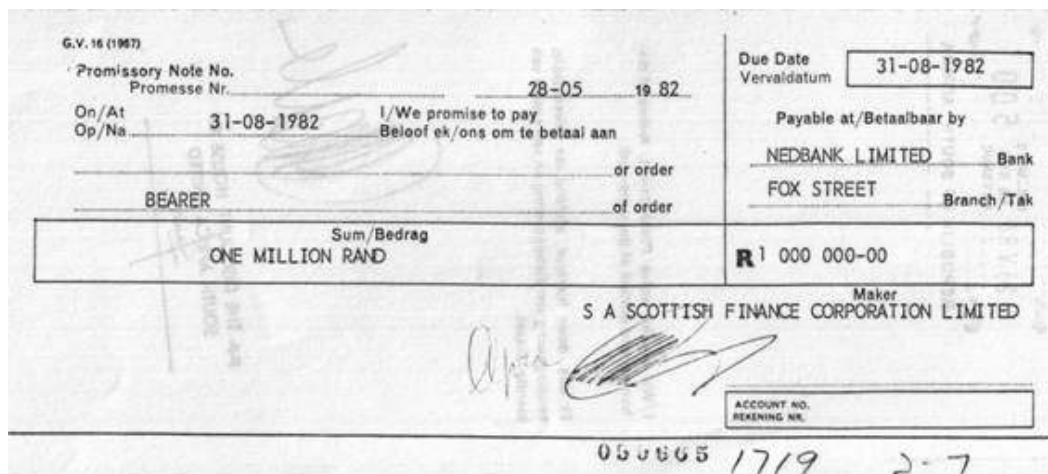 G.V. 16 (1967)
Promissory Note No.
Promesse Nr. 28-05 19 82
On/At 31-08-1982 I/We promise to pay
Op/Na Beloof ek/ons om te betaal aan
or order
BEARER of order
Due Date 31-08-1982
Vervaldatum
Payable at/Betaalbaar by
NEDBANK LIMITED Bank
FOX STREET Branch/Tak
Sum/Bedrag
ONE MILLION RAND R1 000 000-00
Maker
S A SCOTTISH FINANCE CORPORATION LIMITED
ACCOUNT NO.
REKENING NR.
1719 2-7